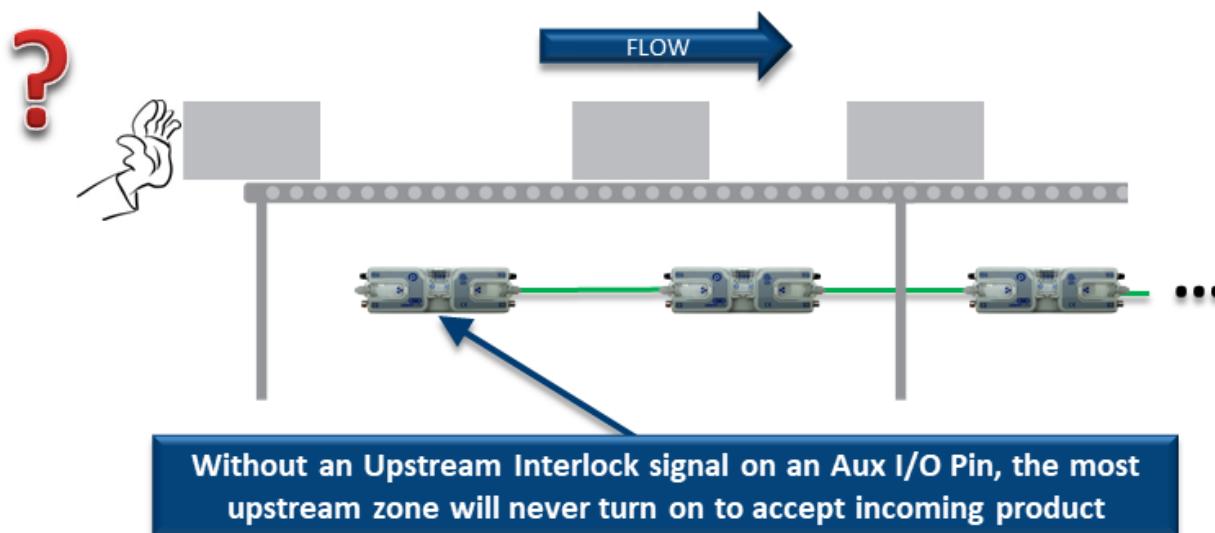 ?
FLOW
Without an Upstream Interlock signal on an Aux I/O Pin, the most
upstream zone will never turn on to accept incoming product